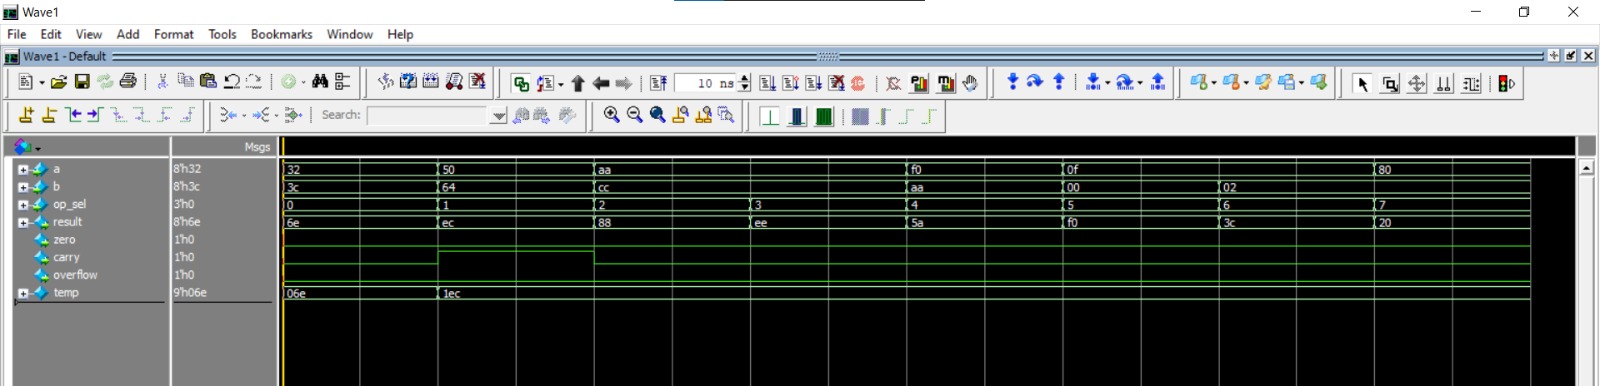 Wave1
File Edit View Add Format Tools Bookmarks Window Help
Wave1 - Default
10 ns
Search:
Msgs
a 8'h32 32 50 aa f0 0f 80
b 8'h3c 3c 64 cc aa 00 02
op_sel 3'h0 0 1 2 3 4 5 6 7
result 8'h6e 6e ec 88 ee 5a f0 3c 20
zero 1'h0
carry 1'h0
overflow 1'h0
temp 9'h06e 06e 1ec